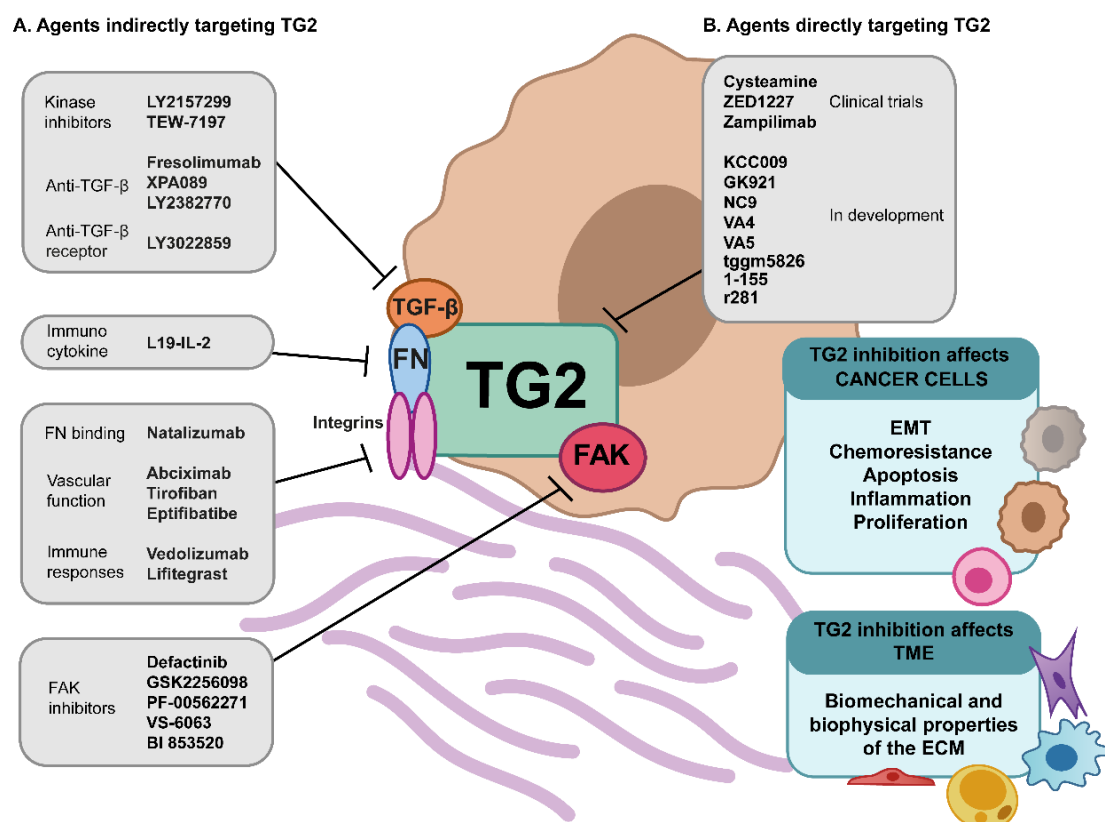 A. Agents indirectly targeting TG2
Kinase inhibitors
LY2157299
TEW-7197
Anti-TGF-β
Fresolimumab
XPA089
LY2382770
Anti-TGF-β receptor
LY3022859
Immuno cytokine
L19-IL-2
FN binding
Natalizumab
Vascular function
Abciximab
Tirofiban
Eptifibatibe
Immune responses
Vedolizumab
Lifitegrast
FAK inhibitors
Defactinib
GSK2256098
PF-00562271
VS-6063
BI 853520
TGF-β
FN
Integrins
TG2
FAK
B. Agents directly targeting TG2
Cysteamine
ZED1227
Zampilimab
Clinical trials
KCC009
GK921
NC9
VA4
VA5
tggm5826
1-155
r281
In development
TG2 inhibition affects
CANCER CELLS
EMT
Chemoresistance
Apoptosis
Inflammation
Proliferation
TG2 inhibition affects
TME
Biomechanical and
biophysical properties
of the ECM